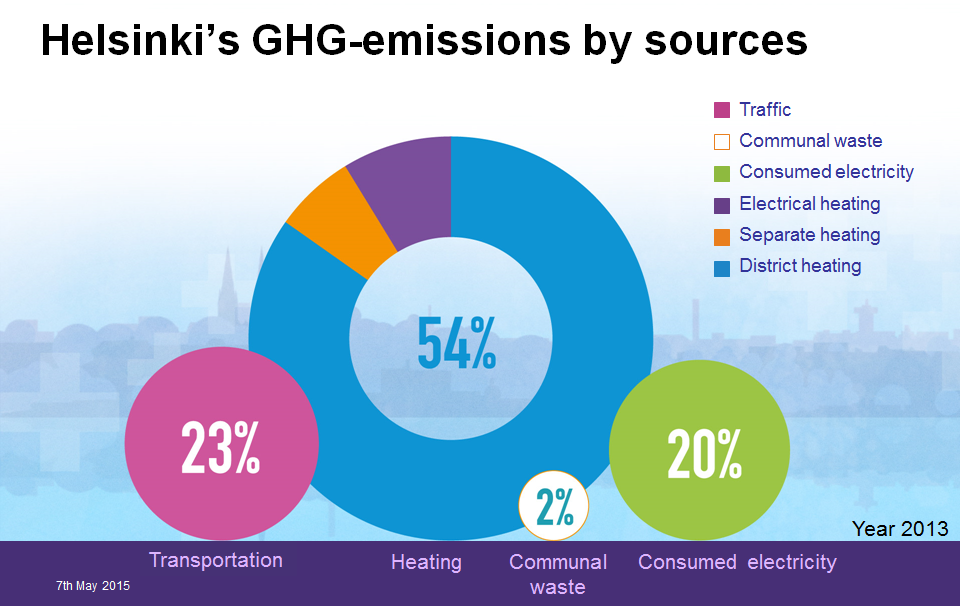 Helsinki’s GHG-emissions by sources
Traffic
Communal waste
Consumed electricity
Electrical heating
Separate heating
District heating
54%
23%
20%
2%
Year 2013
Transportation
Heating
Communal
waste
Consumed electricity
7th May 2015